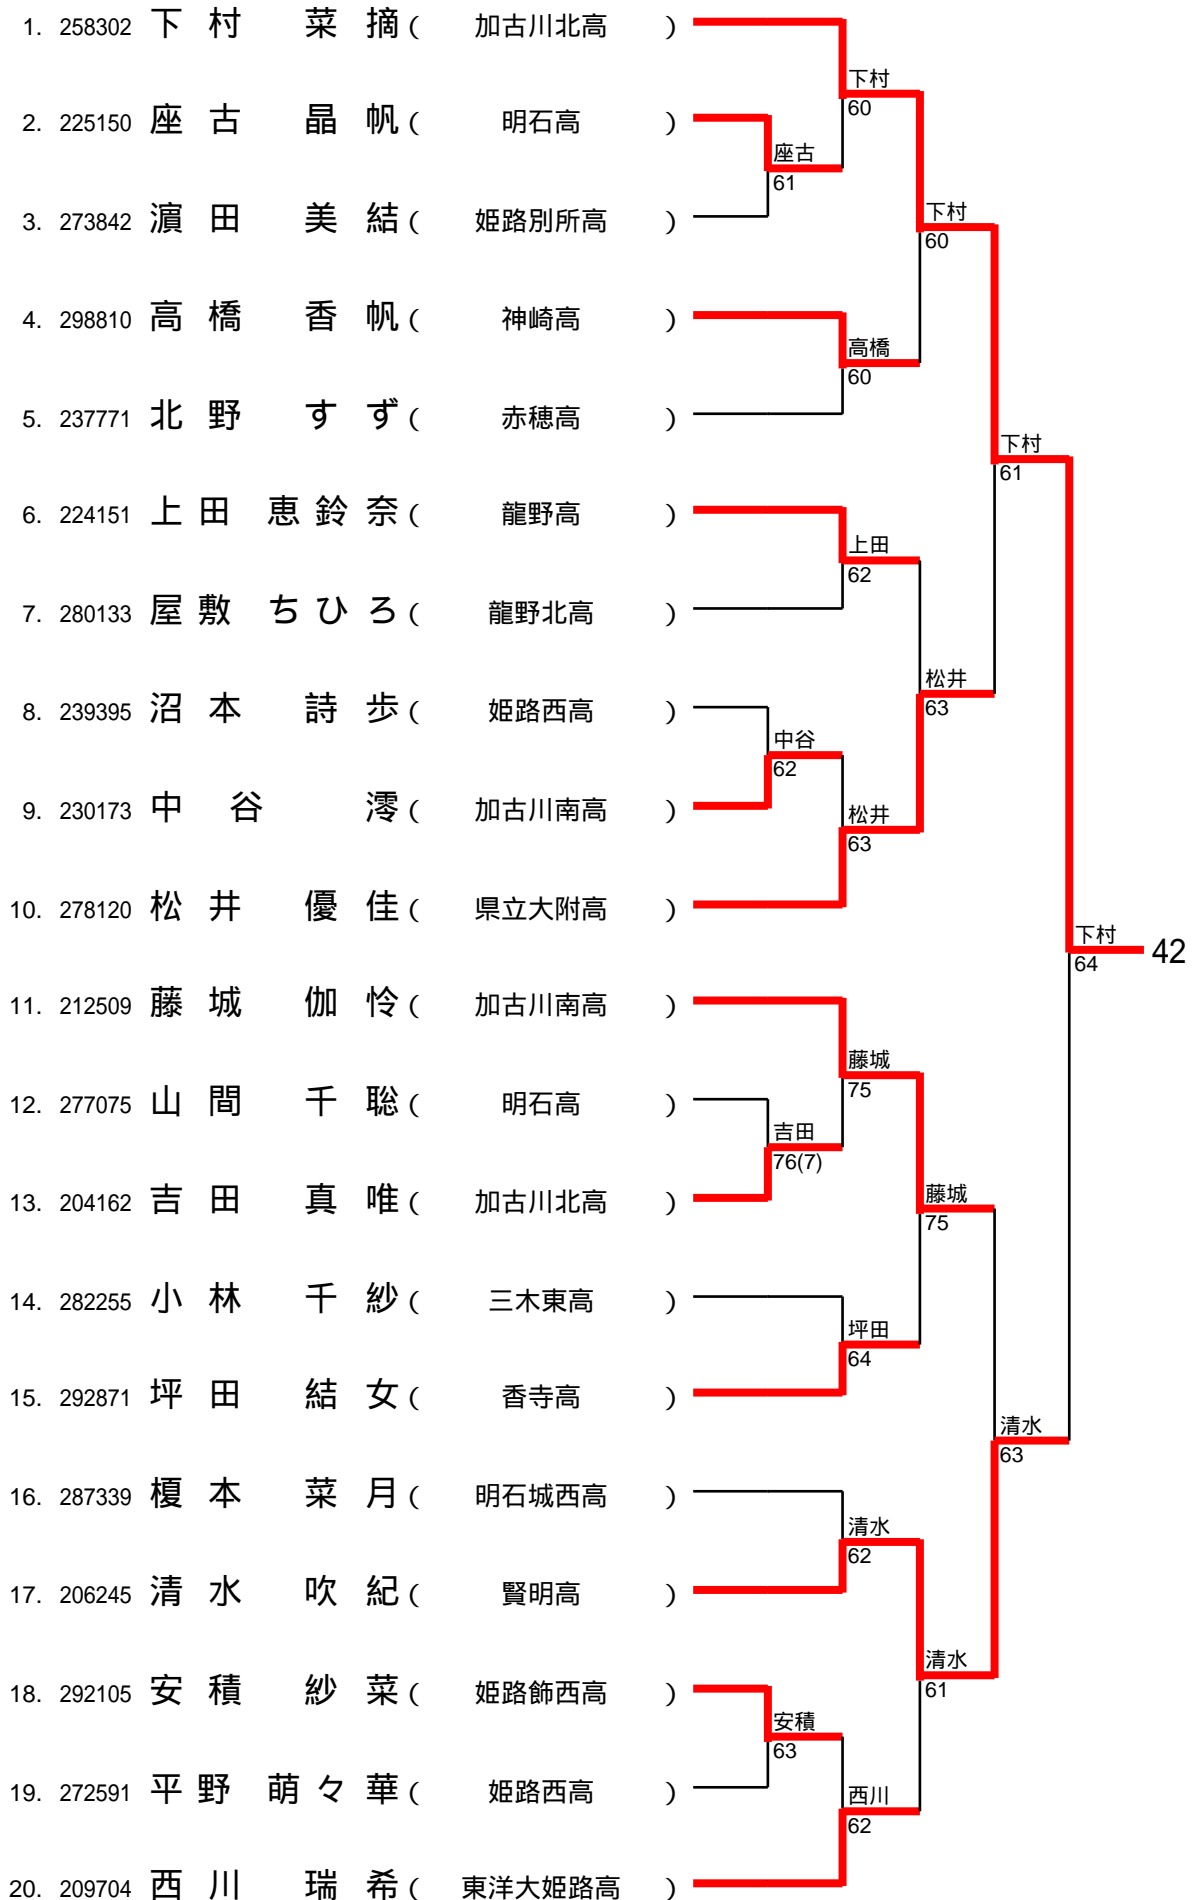 1. 258302 下村 菜摘 ( 加古川北高 )
下村
60
2. 225150 座古 晶帆 ( 明石高 )
座古
61
3. 273842 濵田 美結 ( 姫路別所高 )
下村
60
4. 298810 高橋 香帆 ( 神崎高 )
高橋
60
5. 237771 北野 すず ( 赤穂高 )
下村
61
6. 224151 上田 恵鈴奈 ( 龍野高 )
上田
62
7. 280133 屋敷 ちひろ ( 龍野北高 )
松井
63
8. 239395 沼本 詩歩 ( 姫路西高 )
中谷
62
9. 230173 中谷 澪 ( 加古川南高 )
松井
63
10. 278120 松井 優佳 ( 県立大附高 )
下村
64
42
11. 212509 藤城 伽怜 ( 加古川南高 )
藤城
75
12. 277075 山間 千聡 ( 明石高 )
吉田
76(7)
13. 204162 吉田 真唯 ( 加古川北高 )
藤城
75
14. 282255 小林 千紗 ( 三木東高 )
坪田
64
15. 292871 坪田 結女 ( 香寺高 )
清水
63
16. 287339 榎本 菜月 ( 明石城西高 )
清水
62
17. 206245 清水 吹紀 ( 賢明高 )
清水
61
18. 292105 安積 紗菜 ( 姫路飾西高 )
安積
63
19. 272591 平野 萌々華 ( 姫路西高 )
西川
62
20. 209704 西川 瑞希 ( 東洋大姫路高 )